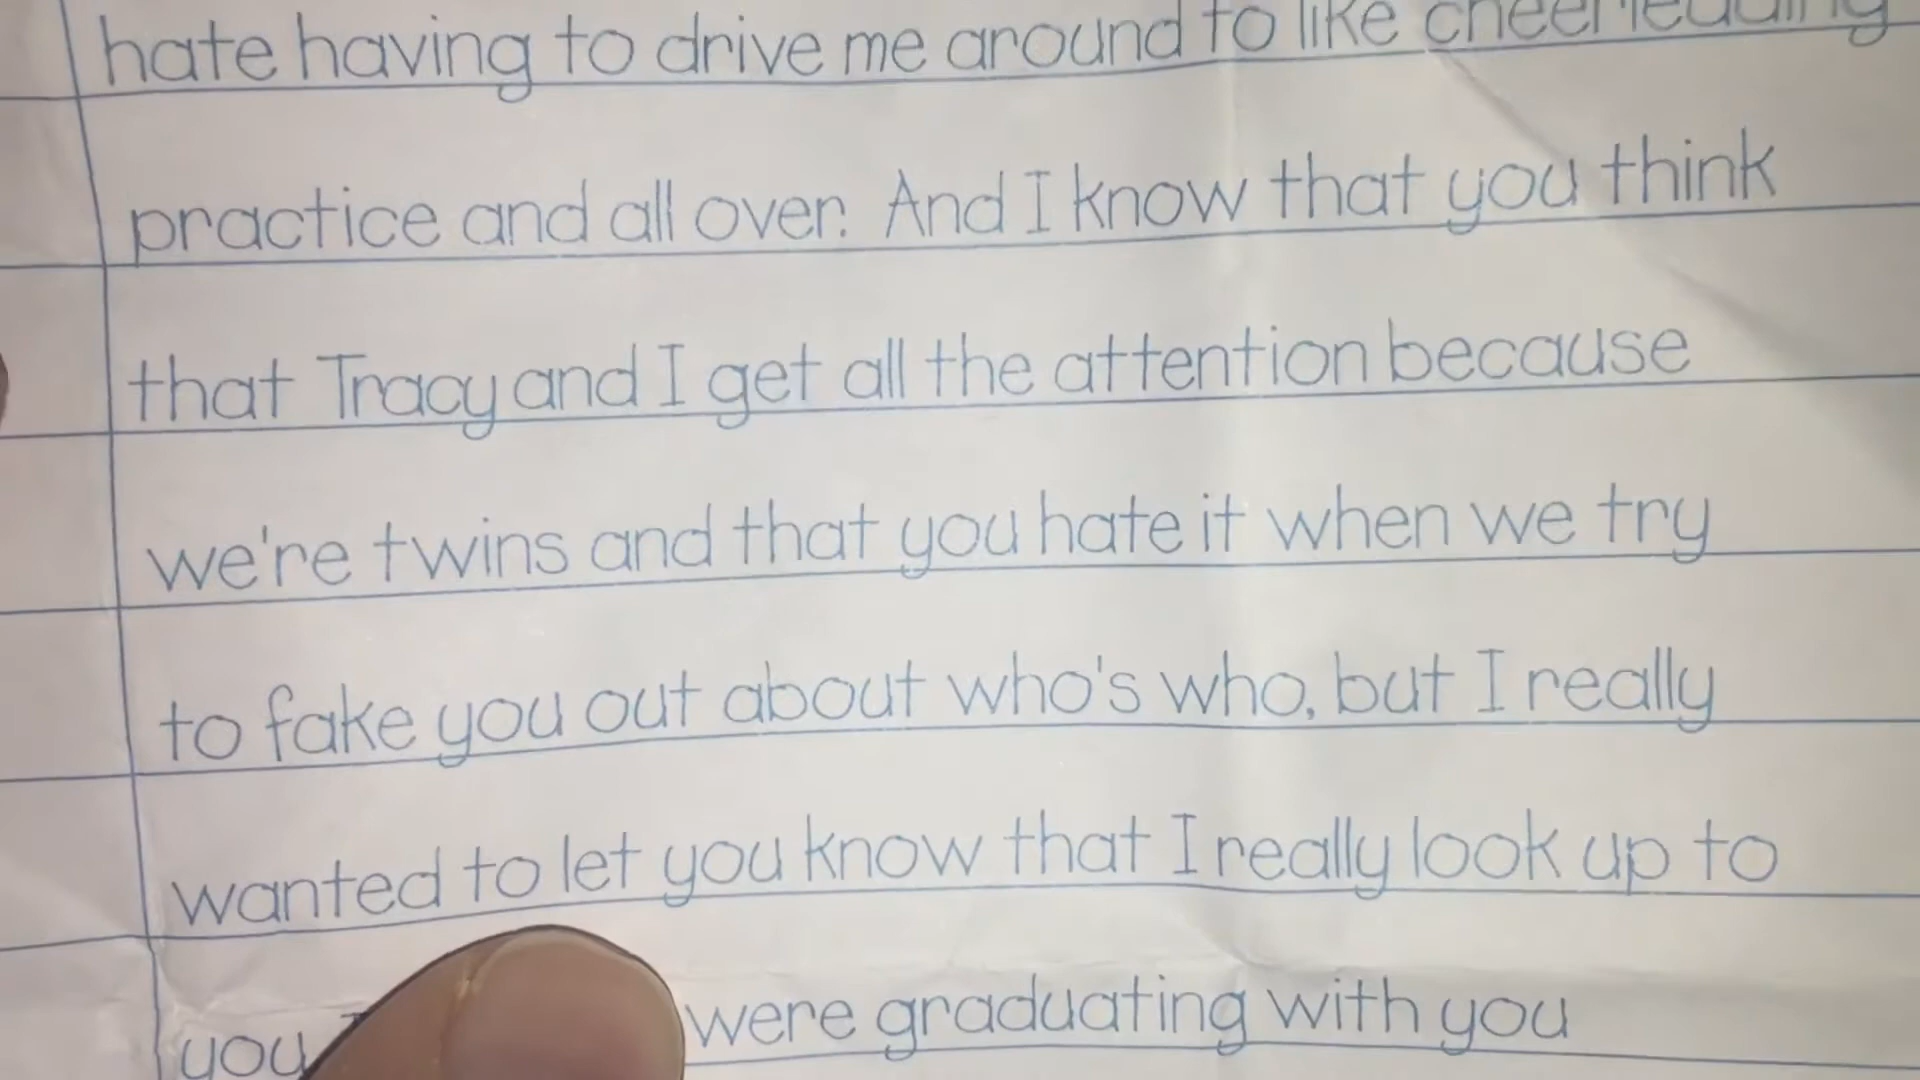 hate having to drive me around to like cheerleading
practice and all over. And I know that you think
that Tracy and I get all the attention because
we're twins and that you hate it when we try
to fake you out about who's who, but I really
wanted to let you know that I really look up to
you were graduating with you